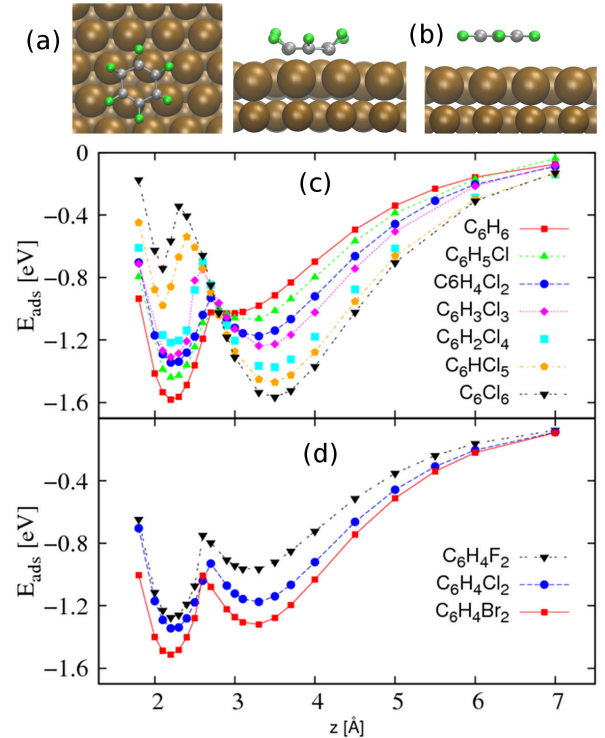 (a)
(b)
0
(c)
−0.4
−0.8
−1.2
−1.6
E_ads [eV]
C₆H₆
C₆H₅Cl
C6H₄Cl₂
C₆H₃Cl₃
C₆H₂Cl₄
C₆HCl₅
C₆Cl₆
(d)
−0.4
−0.8
−1.2
−1.6
E_ads [eV]
C₆H₄F₂
C₆H₄Cl₂
C₆H₄Br₂
2 3 4 5 6 7
z [Å]